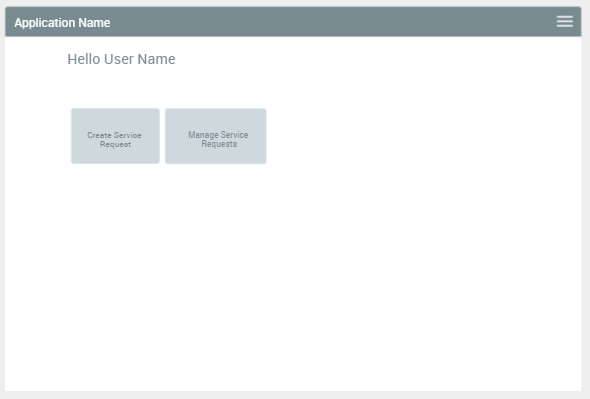 Application Name
Hello User Name
Create Service
Request
Manage Service
Requests